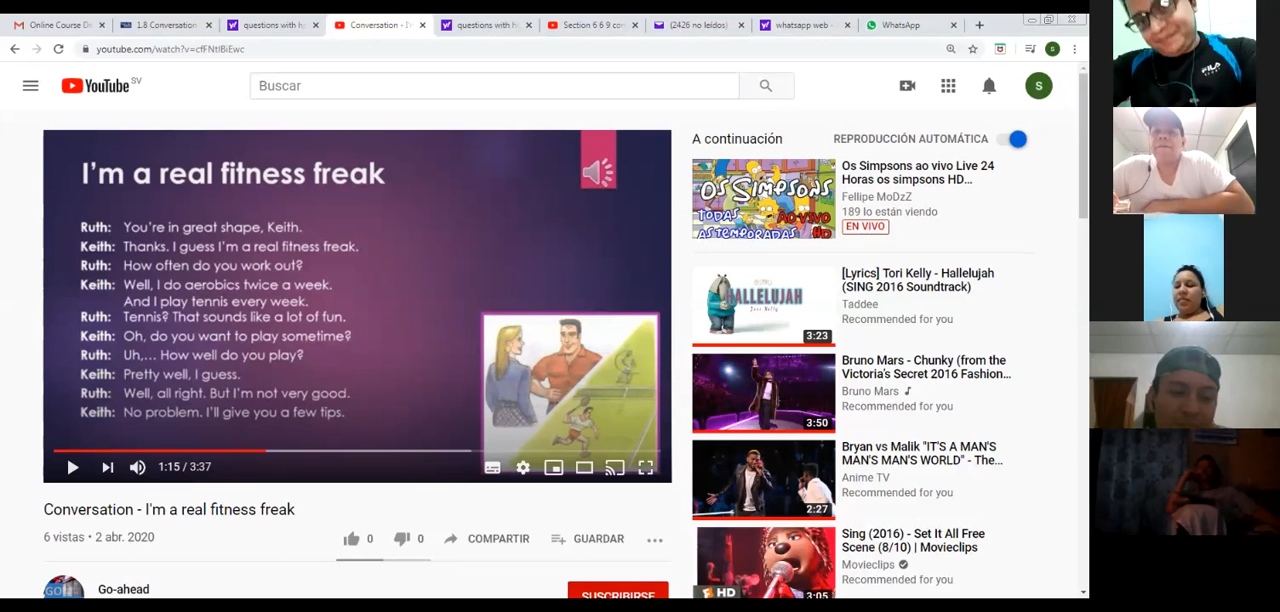 Online Course Di
1.8 Conversation
questions with h
Conversation - I'
questions with h
Section 6.6 9 co
(2426 no leídos)
whatsapp web
WhatsApp
youtube.com/watch?v=cfFNtIBiEwc
YouTube SV
Buscar
S
I'm a real fitness freak
Ruth: You're in great shape, Keith.
Keith: Thanks. I guess I'm a real fitness freak.
Ruth: How often do you work out?
Keith: Well, I do aerobics twice a week.
And I play tennis every week.
Ruth: Tennis? That sounds like a lot of fun.
Keith: Oh, do you want to play sometime?
Ruth: Uh,... How well do you play?
Keith: Pretty well, I guess.
Ruth: Well, all right. But I'm not very good.
Keith: No problem. I'll give you a few tips.
1:15 / 3:37
Conversation - I'm a real fitness freak
6 vistas • 2 abr. 2020
0
0
COMPARTIR
GUARDAR
Go-ahead
SUSCRIBIRSE
A continuación
REPRODUCCIÓN AUTOMÁTICA
OS SIMPSONS
TODAS
AS TEMPORADAS
AO VIVO
HD
Os Simpsons ao vivo Live 24
Horas os simpsons HD...
Fellipe MoDzZ
189 lo están viendo
EN VIVO
HALLELUJAH
Tori Kelly
3:23
[Lyrics] Tori Kelly - Hallelujah
(SING 2016 Soundtrack)
Taddee
Recommended for you
3:50
Bruno Mars - Chunky (from the
Victoria's Secret 2016 Fashion...
Bruno Mars
Recommended for you
2:27
Bryan vs Malik "IT'S A MAN'S
MAN'S MAN'S WORLD" - The...
Anime TV
Recommended for you
HD
3:05
Sing (2016) - Set It All Free
Scene (8/10) | Movieclips
Movieclips
Recommended for you
FILA